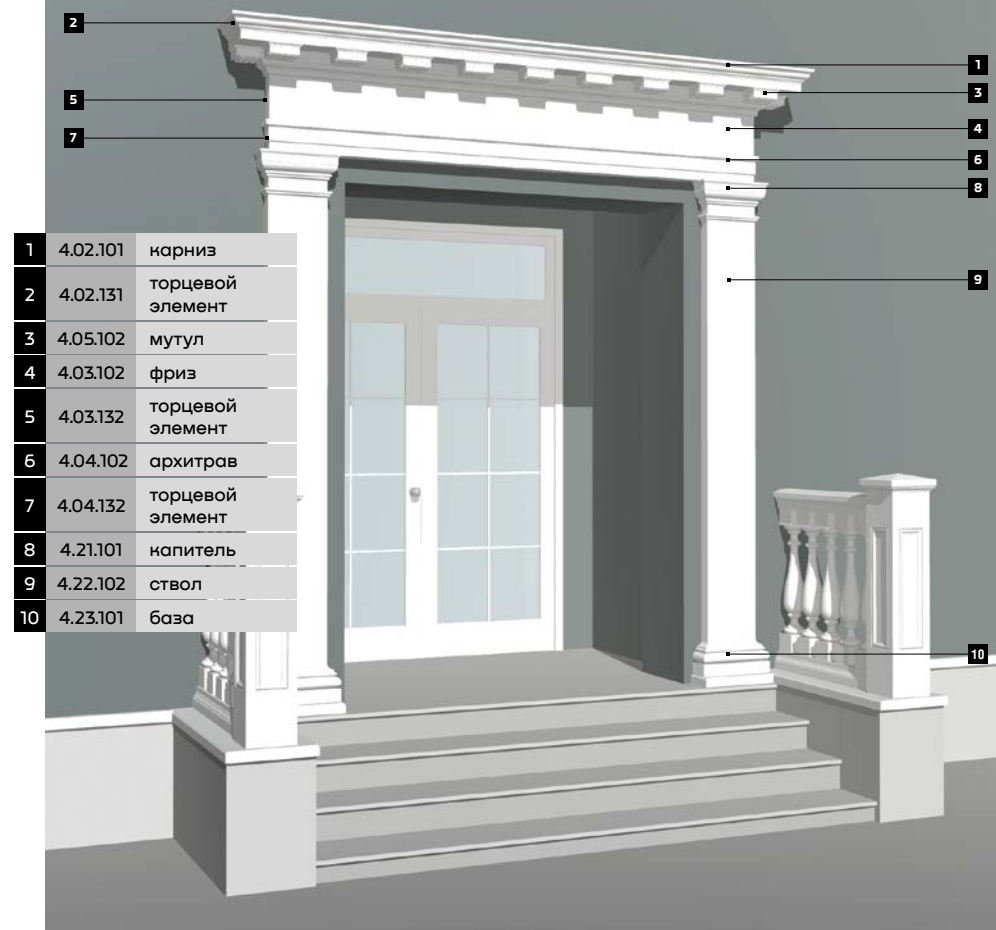 2
1
5
3
7
4
6
8
1 4.02.101 карниз
2 4.02.131 торцевой
элемент
9
3 4.05.102 мутул
4 4.03.102 фриз
5 4.03.132 торцевой
элемент
6 4.04.102 архитрав
7 4.04.132 торцевой
элемент
8 4.21.101 капитель
9 4.22.102 ствол
10 4.23.101 база
10